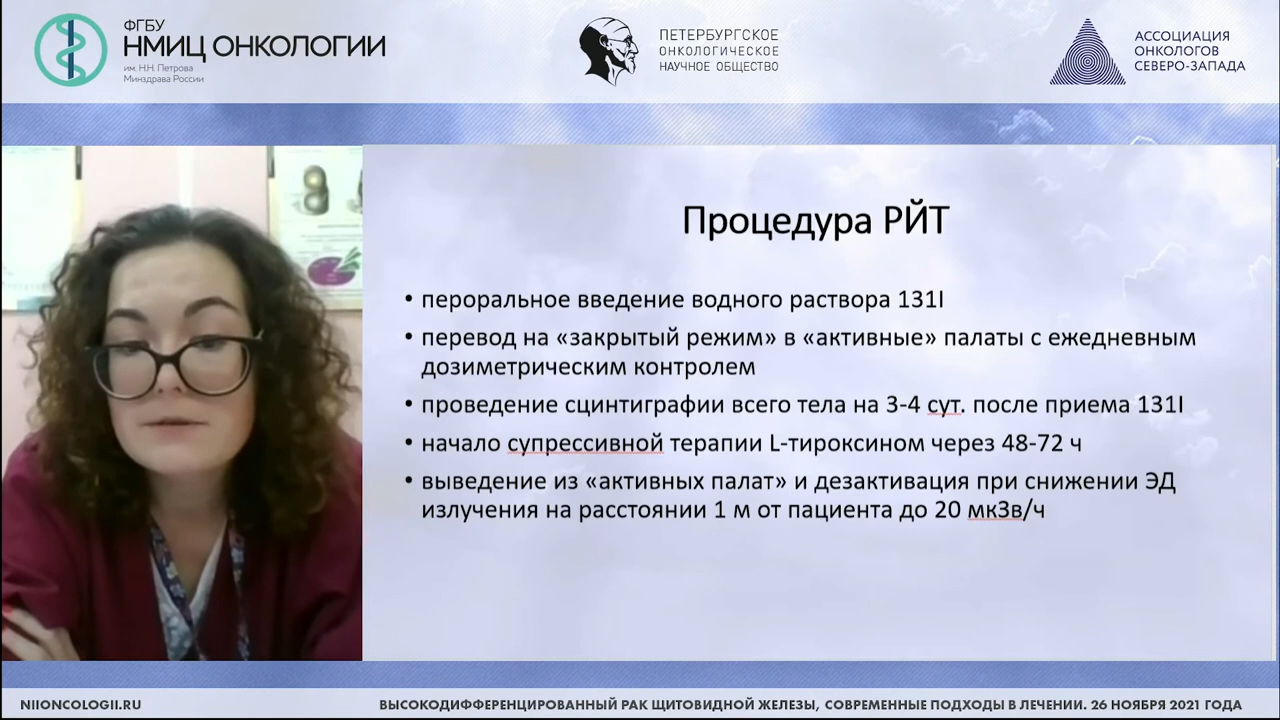 ФГБУ
НМИЦ ОНКОЛОГИИ
им. Н.Н. Петрова
Минздрава России
ПЕТЕРБУРГСКОЕ
ОНКОЛОГИЧЕСКОЕ
НАУЧНОЕ ОБЩЕСТВО
АССОЦИАЦИЯ
ОНКОЛОГОВ
СЕВЕРО-ЗАПАДА
Процедура РЙТ
• пероральное введение водного раствора 131I
• перевод на «закрытый режим» в «активные» палаты с ежедневным
дозиметрическим контролем
• проведение сцинтиграфии всего тела на 3-4 сут. после приема 131I
• начало супрессивной терапии L-тироксином через 48-72 ч
• выведение из «активных палат» и дезактивация при снижении ЭД
излучения на расстоянии 1 м от пациента до 20 мкЗв/ч
NIIONCOLOGII.RU
ВЫСОКОДИФФЕРЕНЦИРОВАННЫЙ РАК ЩИТОВИДНОЙ ЖЕЛЕЗЫ, СОВРЕМЕННЫЕ ПОДХОДЫ В ЛЕЧЕНИИ. 26 НОЯБРЯ 2021 ГОДА